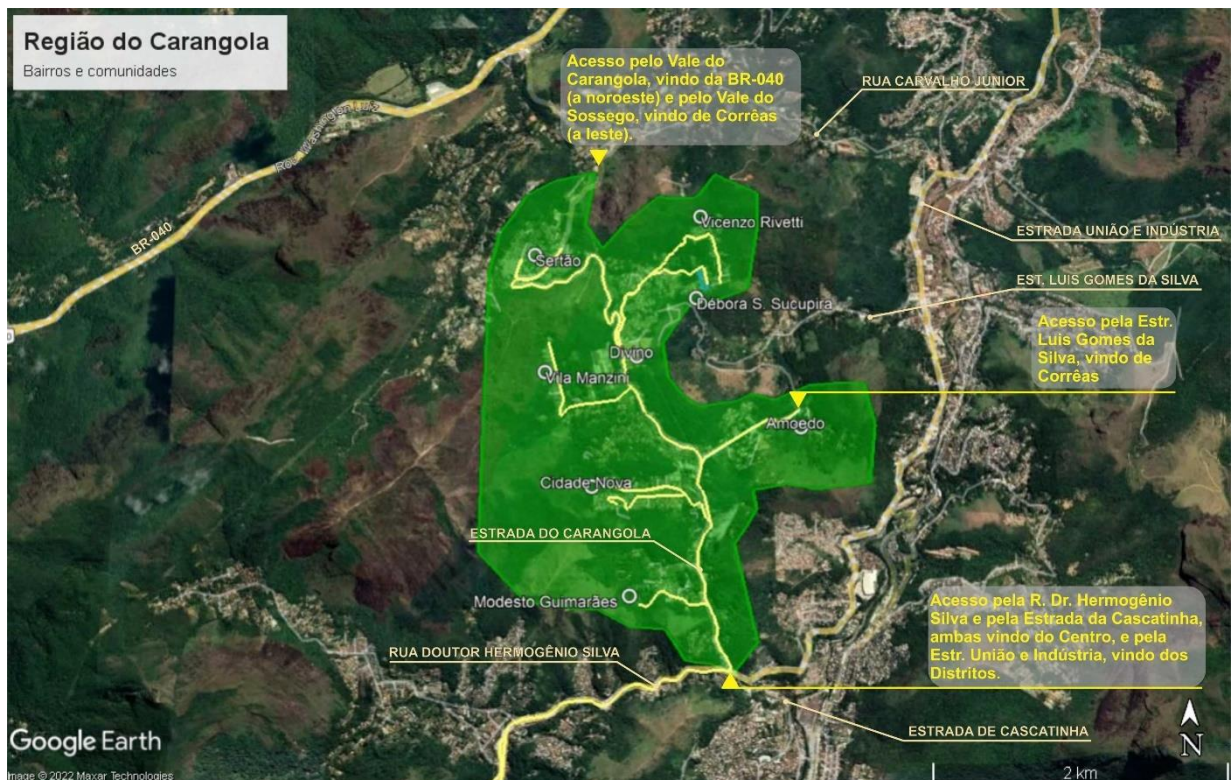 Região do Carangola
Bairros e comunidades
Acesso pelo Vale do
Carangola, vindo da BR-040
(a noroeste) e pelo Vale do
Sossego, vindo de Corrêas
(a leste).
RUA CARVALHO JUNIOR
BR-040
Vicenzo Rivetti
ESTRADA UNIÃO E INDÚSTRIA
Sertão
EST. LUIS GOMES DA SILVA
Débora S. Sucupira
Acesso pela Estr.
Luis Gomes da
Silva, vindo de
Corrêas
Divino
Vila Manzini
Amoedo
Cidade Nova
ESTRADA DO CARANGOLA
Modesto Guimarães
Acesso pela R. Dr. Hermogênio
Silva e pela Estrada da Cascatinha,
ambas vindo do Centro, e pela
Estr. União e Indústria, vindo dos
Distritos.
RUA DOUTOR HERMOGÊNIO SILVA
ESTRADA DE CASCATINHA
N
Google Earth
Image © 2022 Maxar Technologies
2 km